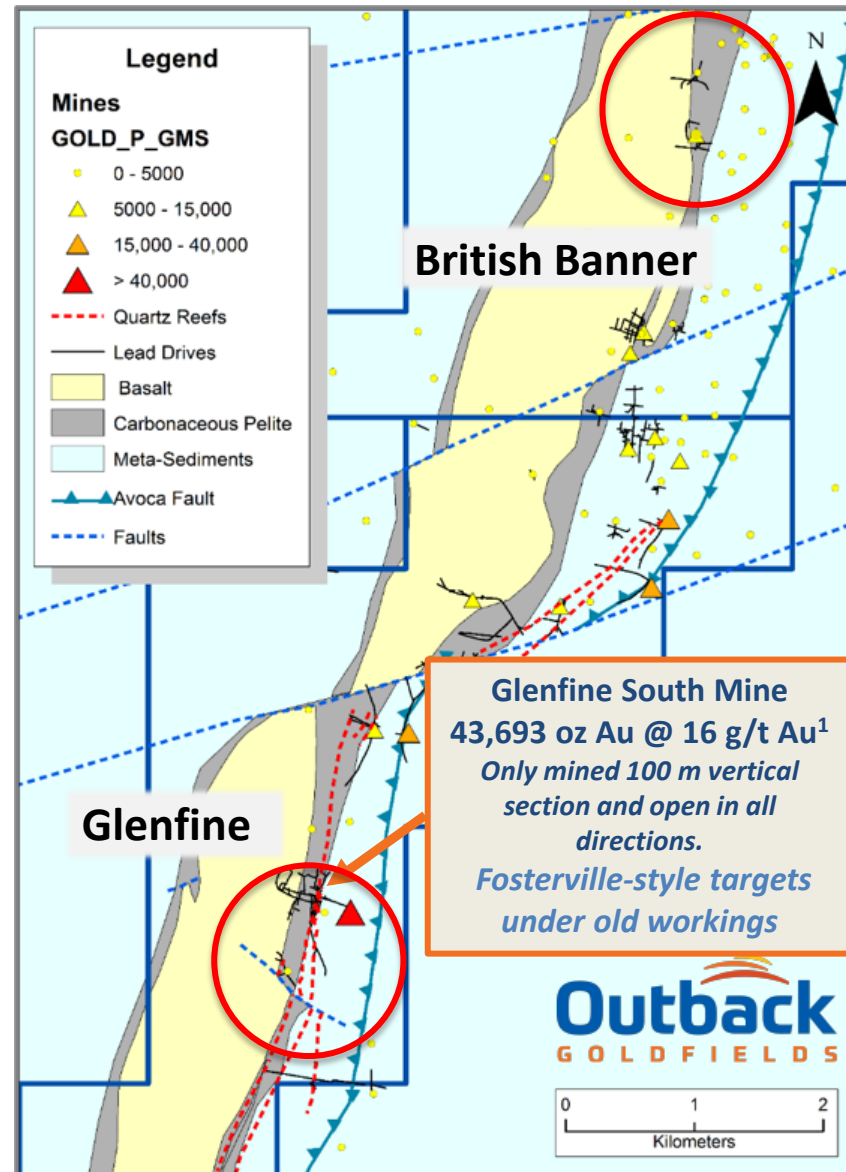 Legend
Mines
GOLD_P_GMS
0 - 5000
5000 - 15,000
15,000 - 40,000
> 40,000
Quartz Reefs
Lead Drives
Basalt
Carbonaceous Pelite
Meta-Sediments
Avoca Fault
Faults
N
British Banner
Glenfine South Mine
43,693 oz Au @ 16 g/t Au¹
Only mined 100 m vertical
section and open in all
directions.
Fosterville-style targets
under old workings
Glenfine
Outback
GOLDFIELDS
0 1 2
Kilometers